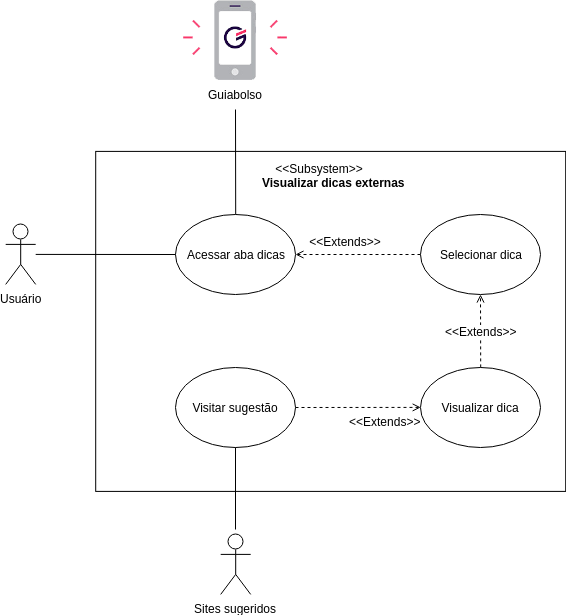 Guiabolso
<<Subsystem>>
Visualizar dicas externas
<<Extends>>
Acessar aba dicas
Selecionar dica
Usuário
<<Extends>>
Visitar sugestão
Visualizar dica
<<Extends>>
Sites sugeridos